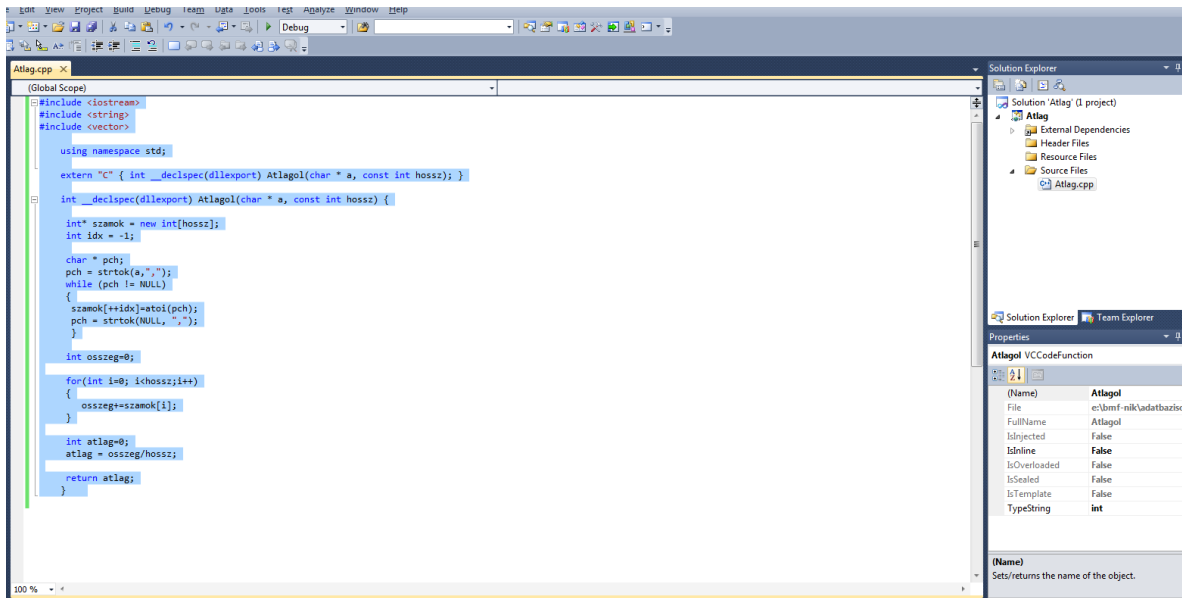 Edit View Project Build Debug Team Data Tools Test Analyze Window Help
Debug
Atlag.cpp
(Global Scope)
#include <iostream>
#include <string>
#include <vector>
using namespace std;
extern "C" { int __declspec(dllexport) Atlagol(char * a, const int hossz); }
int __declspec(dllexport) Atlagol(char * a, const int hossz) {
int* szamok = new int[hossz];
int idx = -1;
char * pch;
pch = strtok(a,",");
while (pch != NULL)
{
szamok[++idx]=atoi(pch);
pch = strtok(NULL, ",");
}
int osszeg=0;
for(int i=0; i<hossz;i++)
{
osszeg+=szamok[i];
}
int atlag=0;
atlag = osszeg/hossz;
return atlag;
}
100 %
Solution Explorer
Solution 'Atlag' (1 project)
Atlag
External Dependencies
Header Files
Resource Files
Source Files
Atlag.cpp
Solution Explorer Team Explorer
Properties
Atlagol VCCodeFunction
(Name) Atlagol
File e:\bmf-nik\adatbazisc
FullName Atlagol
IsInjected False
IsInline False
IsOverloaded False
IsSealed False
IsTemplate False
TypeString int
(Name)
Sets/returns the name of the object.